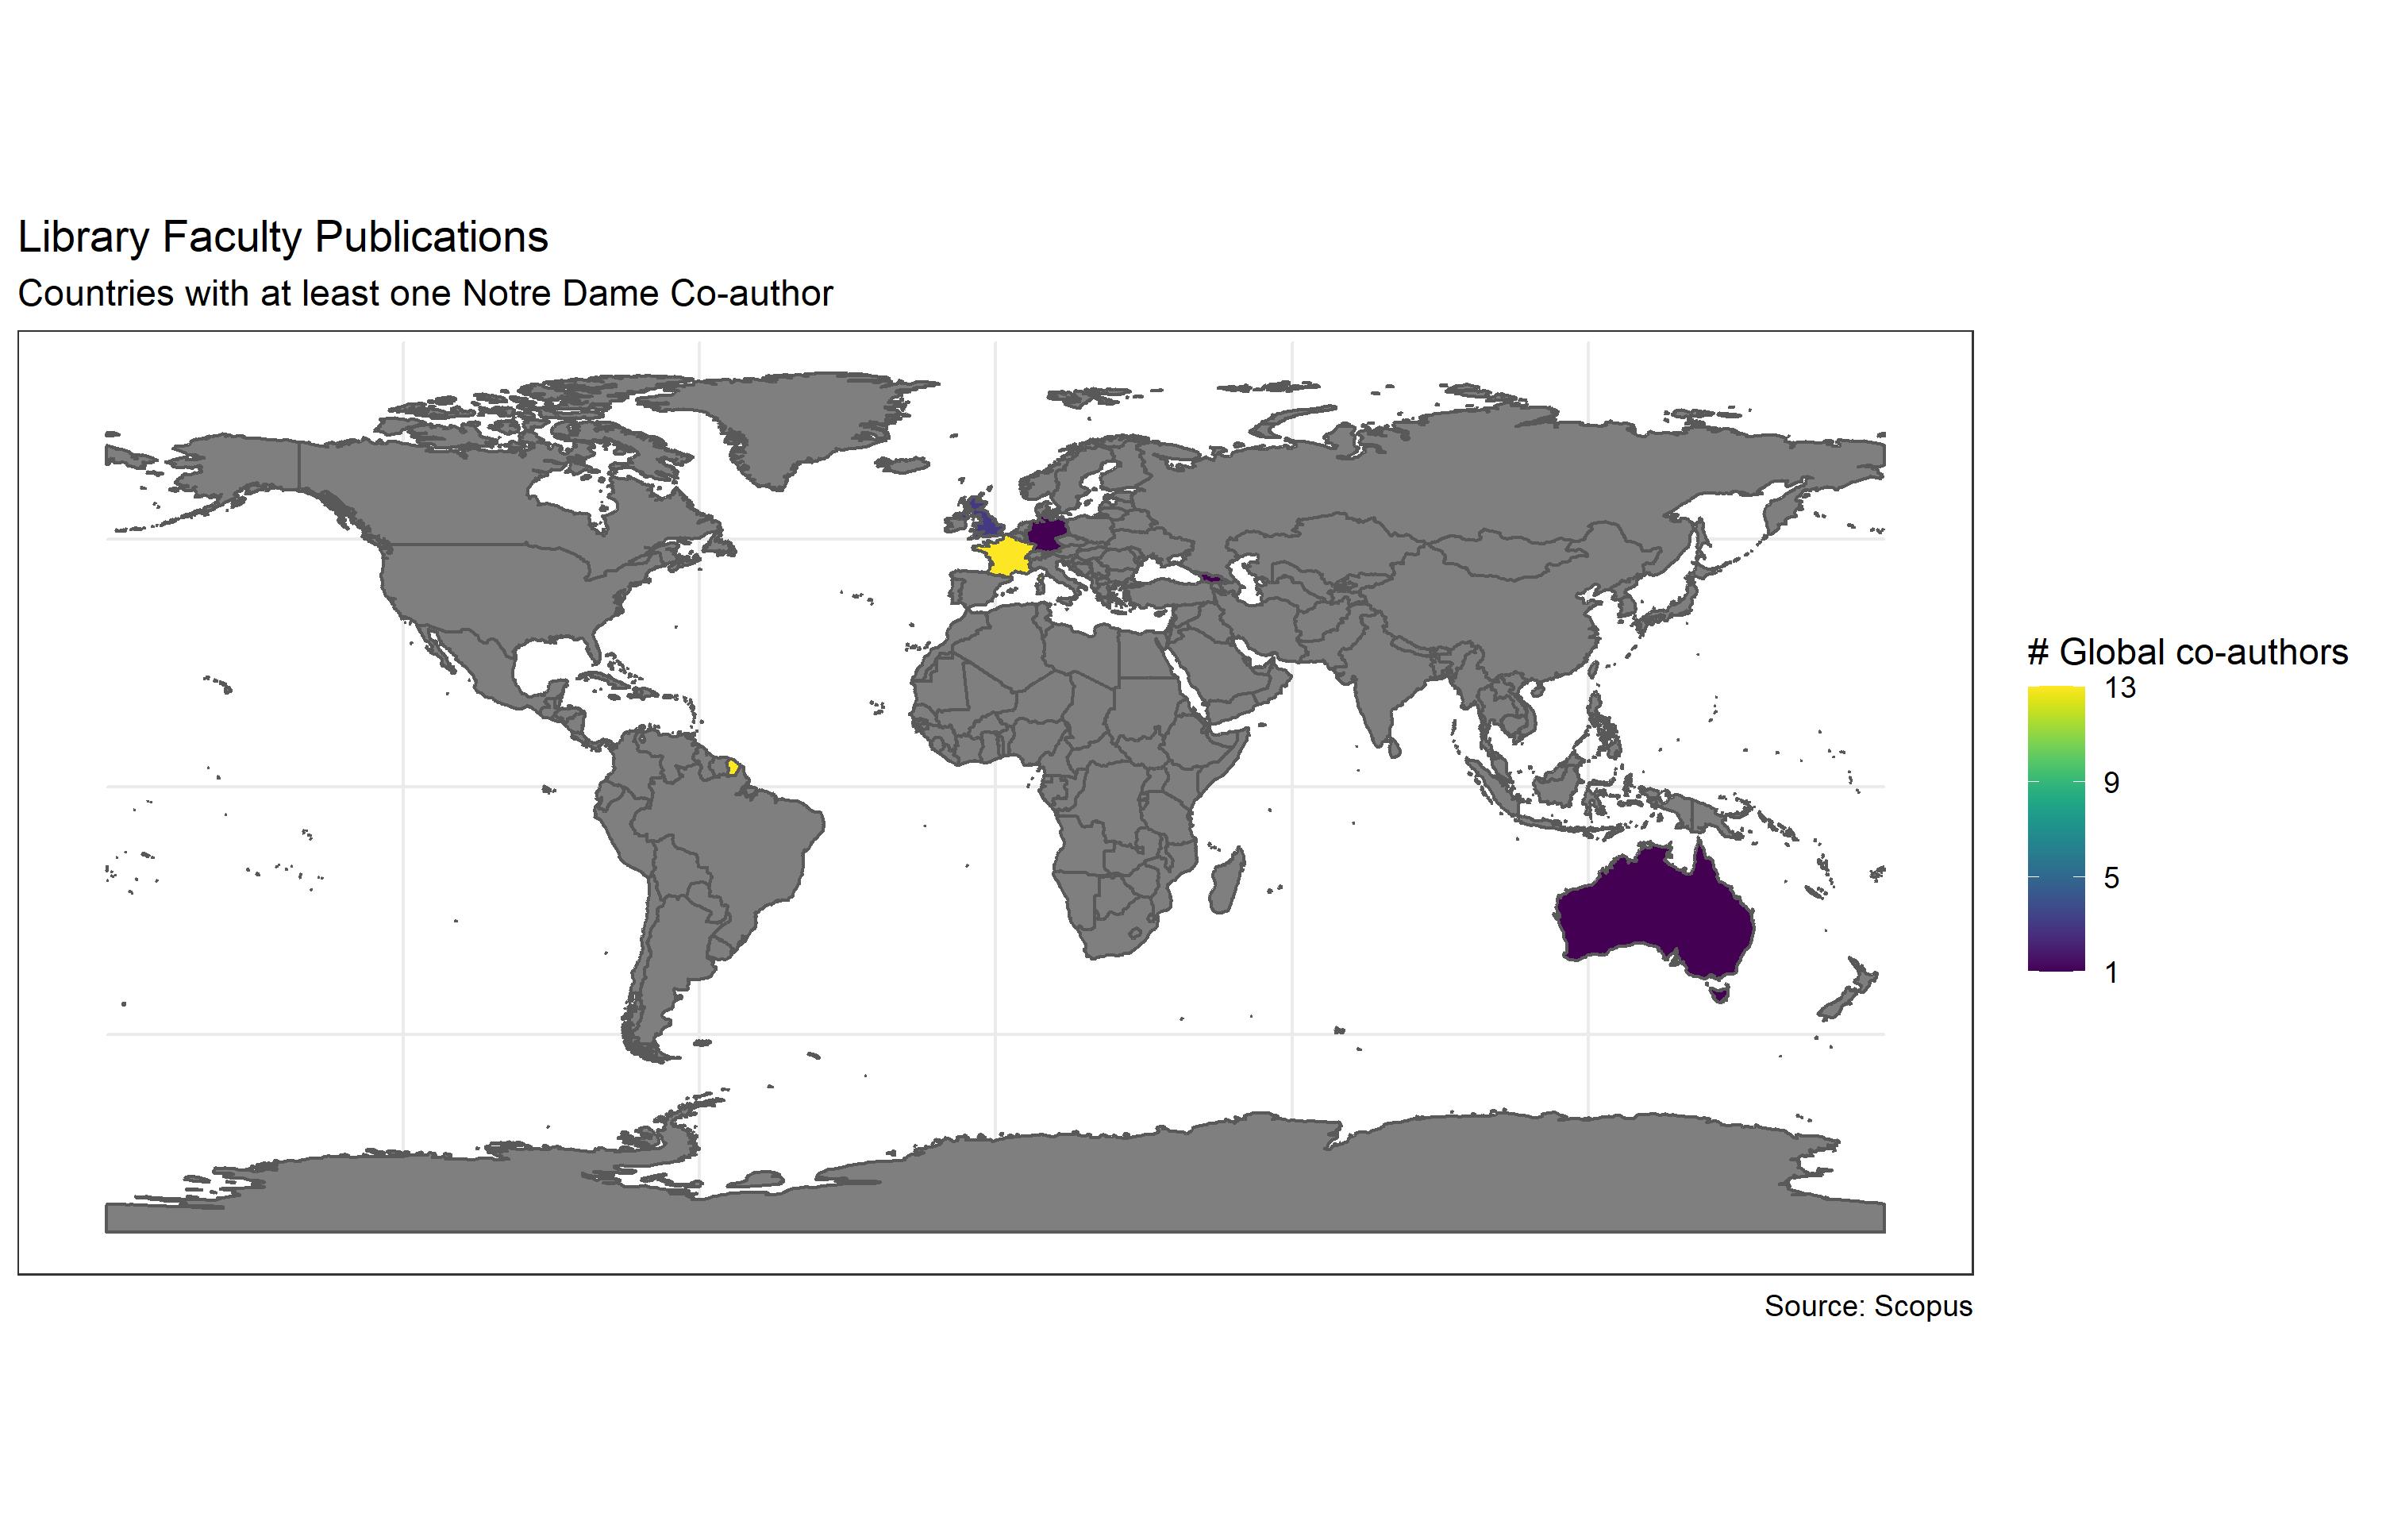 Library Faculty Publications
Countries with at least one Notre Dame Co-author
# Global co-authors
13
9
5
1
Source: Scopus